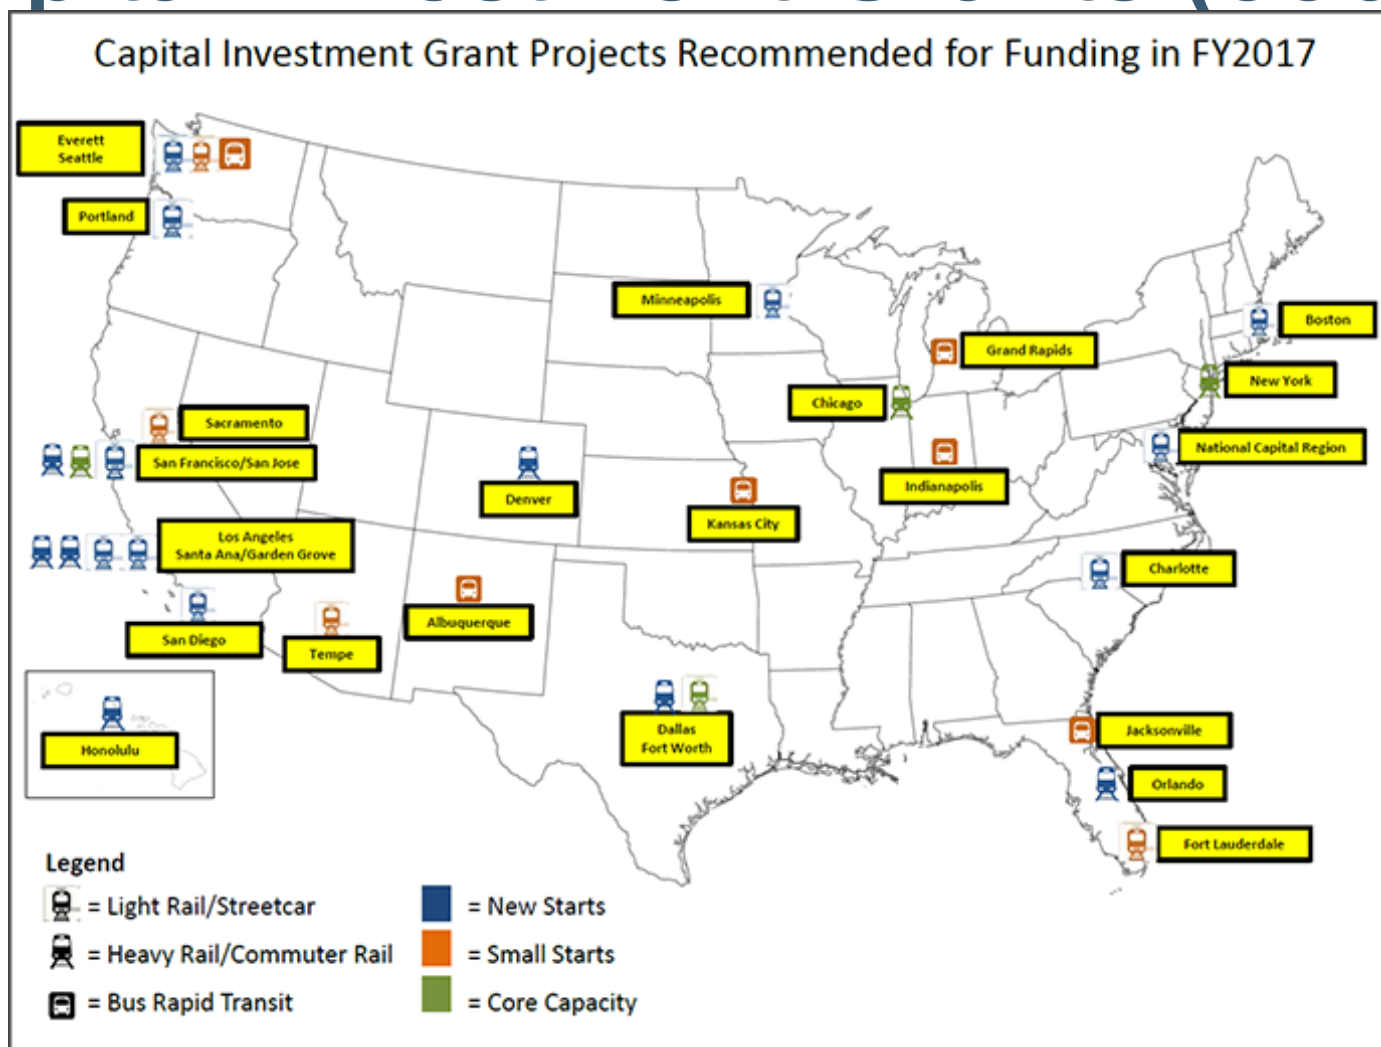 Capital Investment Grant Projects Recommended for Funding in FY2017
Everett
Seattle
Portland
Minneapolis
Boston
Grand Rapids
New York
Chicago
Sacramento
National Capital Region
San Francisco/San Jose
Denver
Indianapolis
Kansas City
Los Angeles
Santa Ana/Garden Grove
Charlotte
Albuquerque
San Diego
Tempe
Dallas
Fort Worth
Jacksonville
Honolulu
Orlando
Fort Lauderdale
Legend
= Light Rail/Streetcar
= New Starts
= Heavy Rail/Commuter Rail
= Small Starts
= Bus Rapid Transit
= Core Capacity